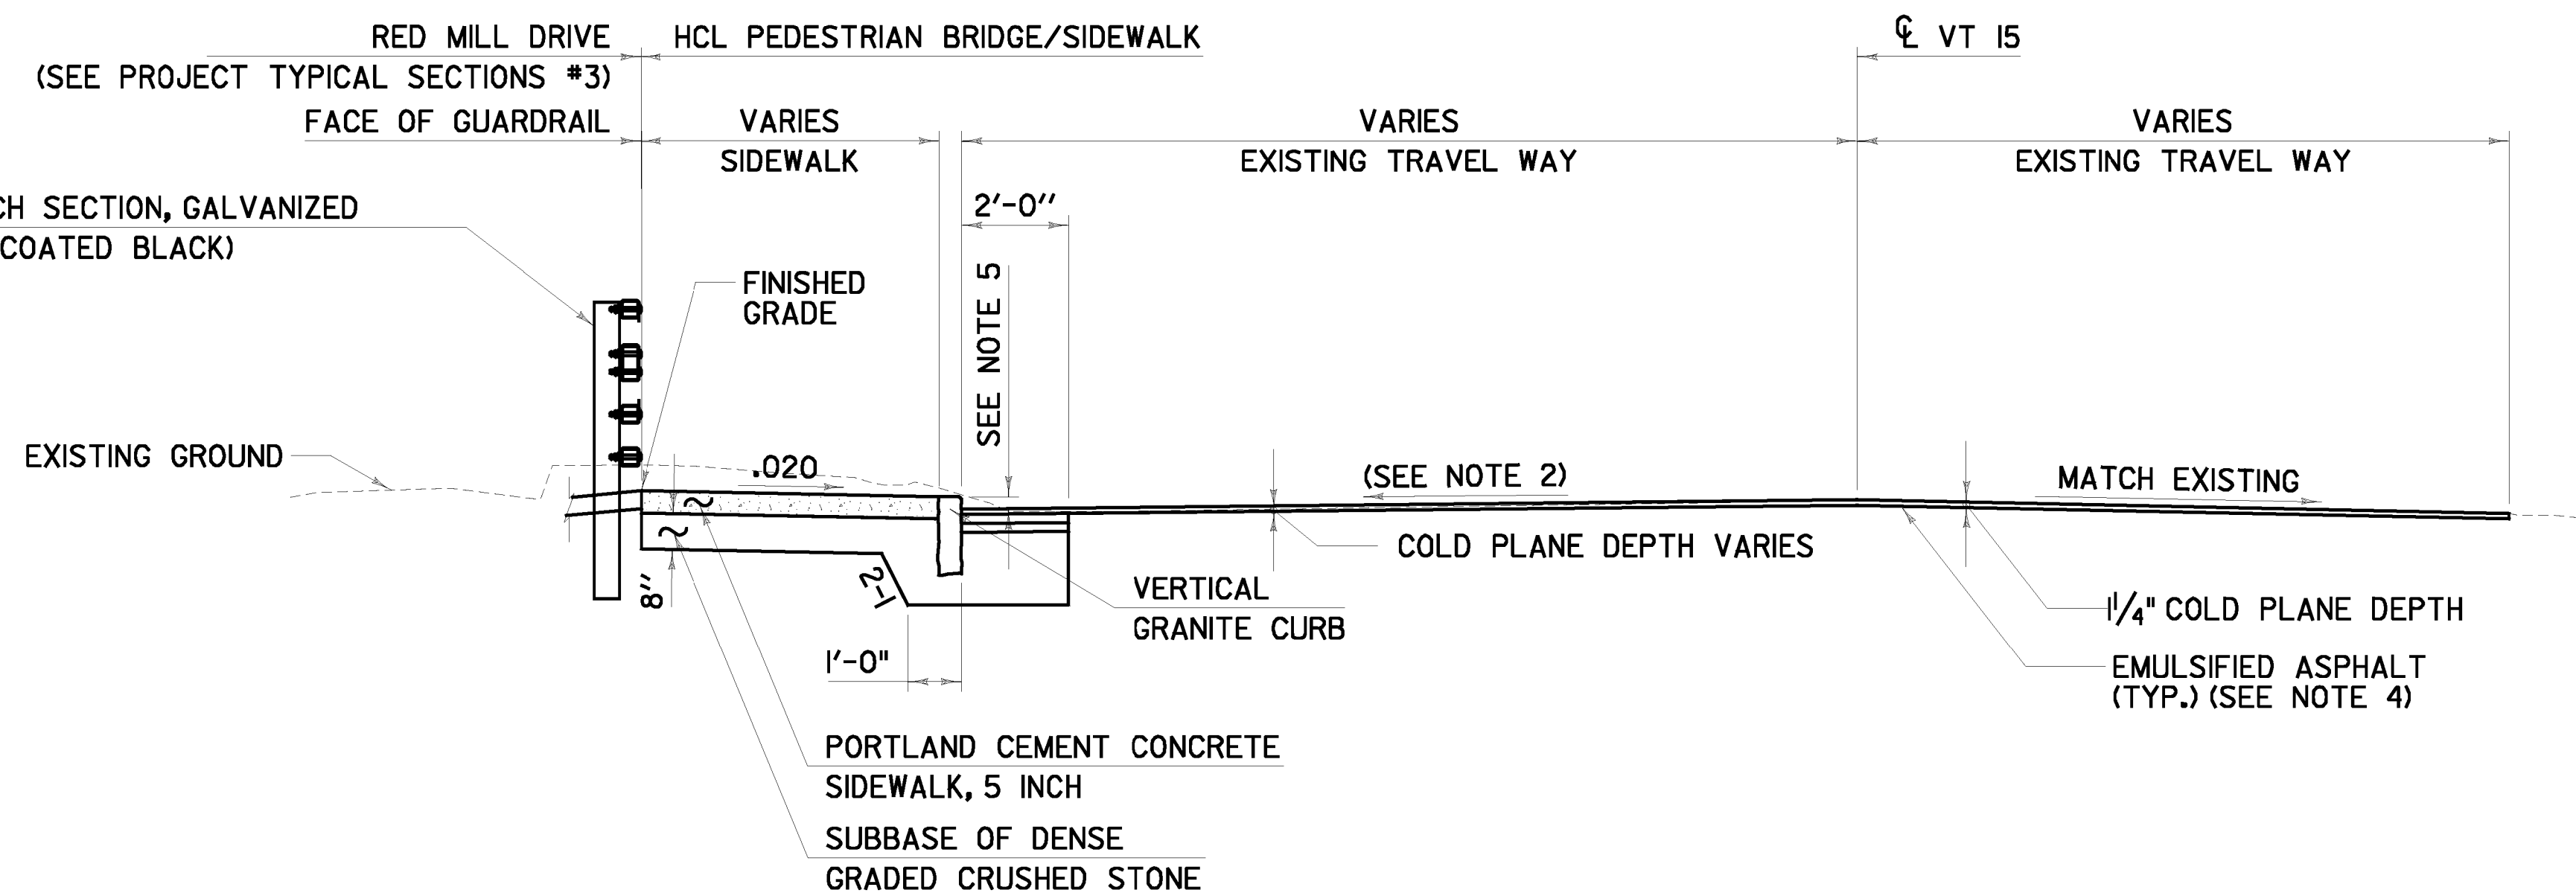 RED MILL DRIVE
(SEE PROJECT TYPICAL SECTIONS #3)
HCL PEDESTRIAN BRIDGE/SIDEWALK
℄ VT 15
FACE OF GUARDRAIL
VARIES
SIDEWALK
VARIES
EXISTING TRAVEL WAY
VARIES
EXISTING TRAVEL WAY
CH SECTION, GALVANIZED
COATED BLACK)
2'-0"
FINISHED
GRADE
SEE NOTE 5
EXISTING GROUND
.020
(SEE NOTE 2)
MATCH EXISTING
COLD PLANE DEPTH VARIES
8"
2-1
VERTICAL
GRANITE CURB
1 1/4" COLD PLANE DEPTH
1'-0"
EMULSIFIED ASPHALT
(TYP.) (SEE NOTE 4)
PORTLAND CEMENT CONCRETE
SIDEWALK, 5 INCH
SUBBASE OF DENSE
GRADED CRUSHED STONE